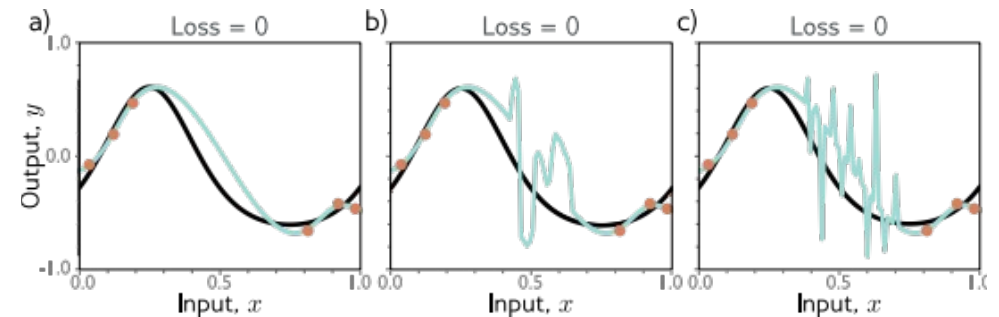 a) Loss = 0 b) Loss = 0 c) Loss = 0
1.0
0.0
-1.0
Output, y
0.0 0.5 1.0 0.0 0.5 1.0 0.0 0.5 1.0
Input, x Input, x Input, x